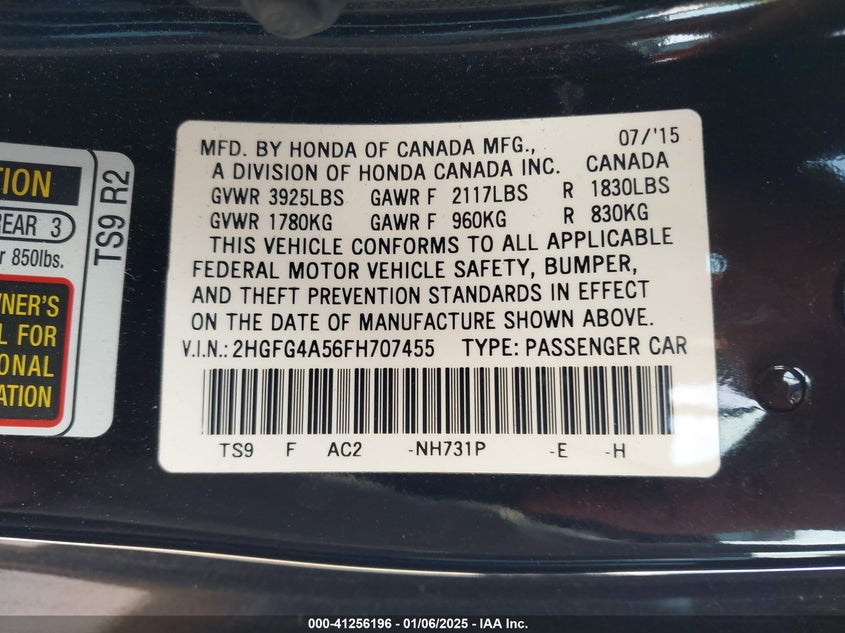 TION
REAR 3
850lbs.
TS9 R2
WNER'S
FOR
MFD. BY HONDA OF CANADA MFG., 07/'15
A DIVISION OF HONDA CANADA INC. CANADA
GVWR 3925LBS GAWR F 2117LBS R 1830LBS
GVWR 1780KG GAWR F 960KG R 830KG
THIS VEHICLE CONFORMS TO ALL APPLICABLE
FEDERAL MOTOR VEHICLE SAFETY, BUMPER,
AND THEFT PREVENTION STANDARDS IN EFFECT
ON THE DATE OF MANUFACTURE SHOWN ABOVE.
V.I.N.: 2HGFG4A56FH707455 TYPE: PASSENGER CAR
TS9 F AC2 -NH731P -E -H
000-41256196 - 01/06/2025 - IAA Inc.